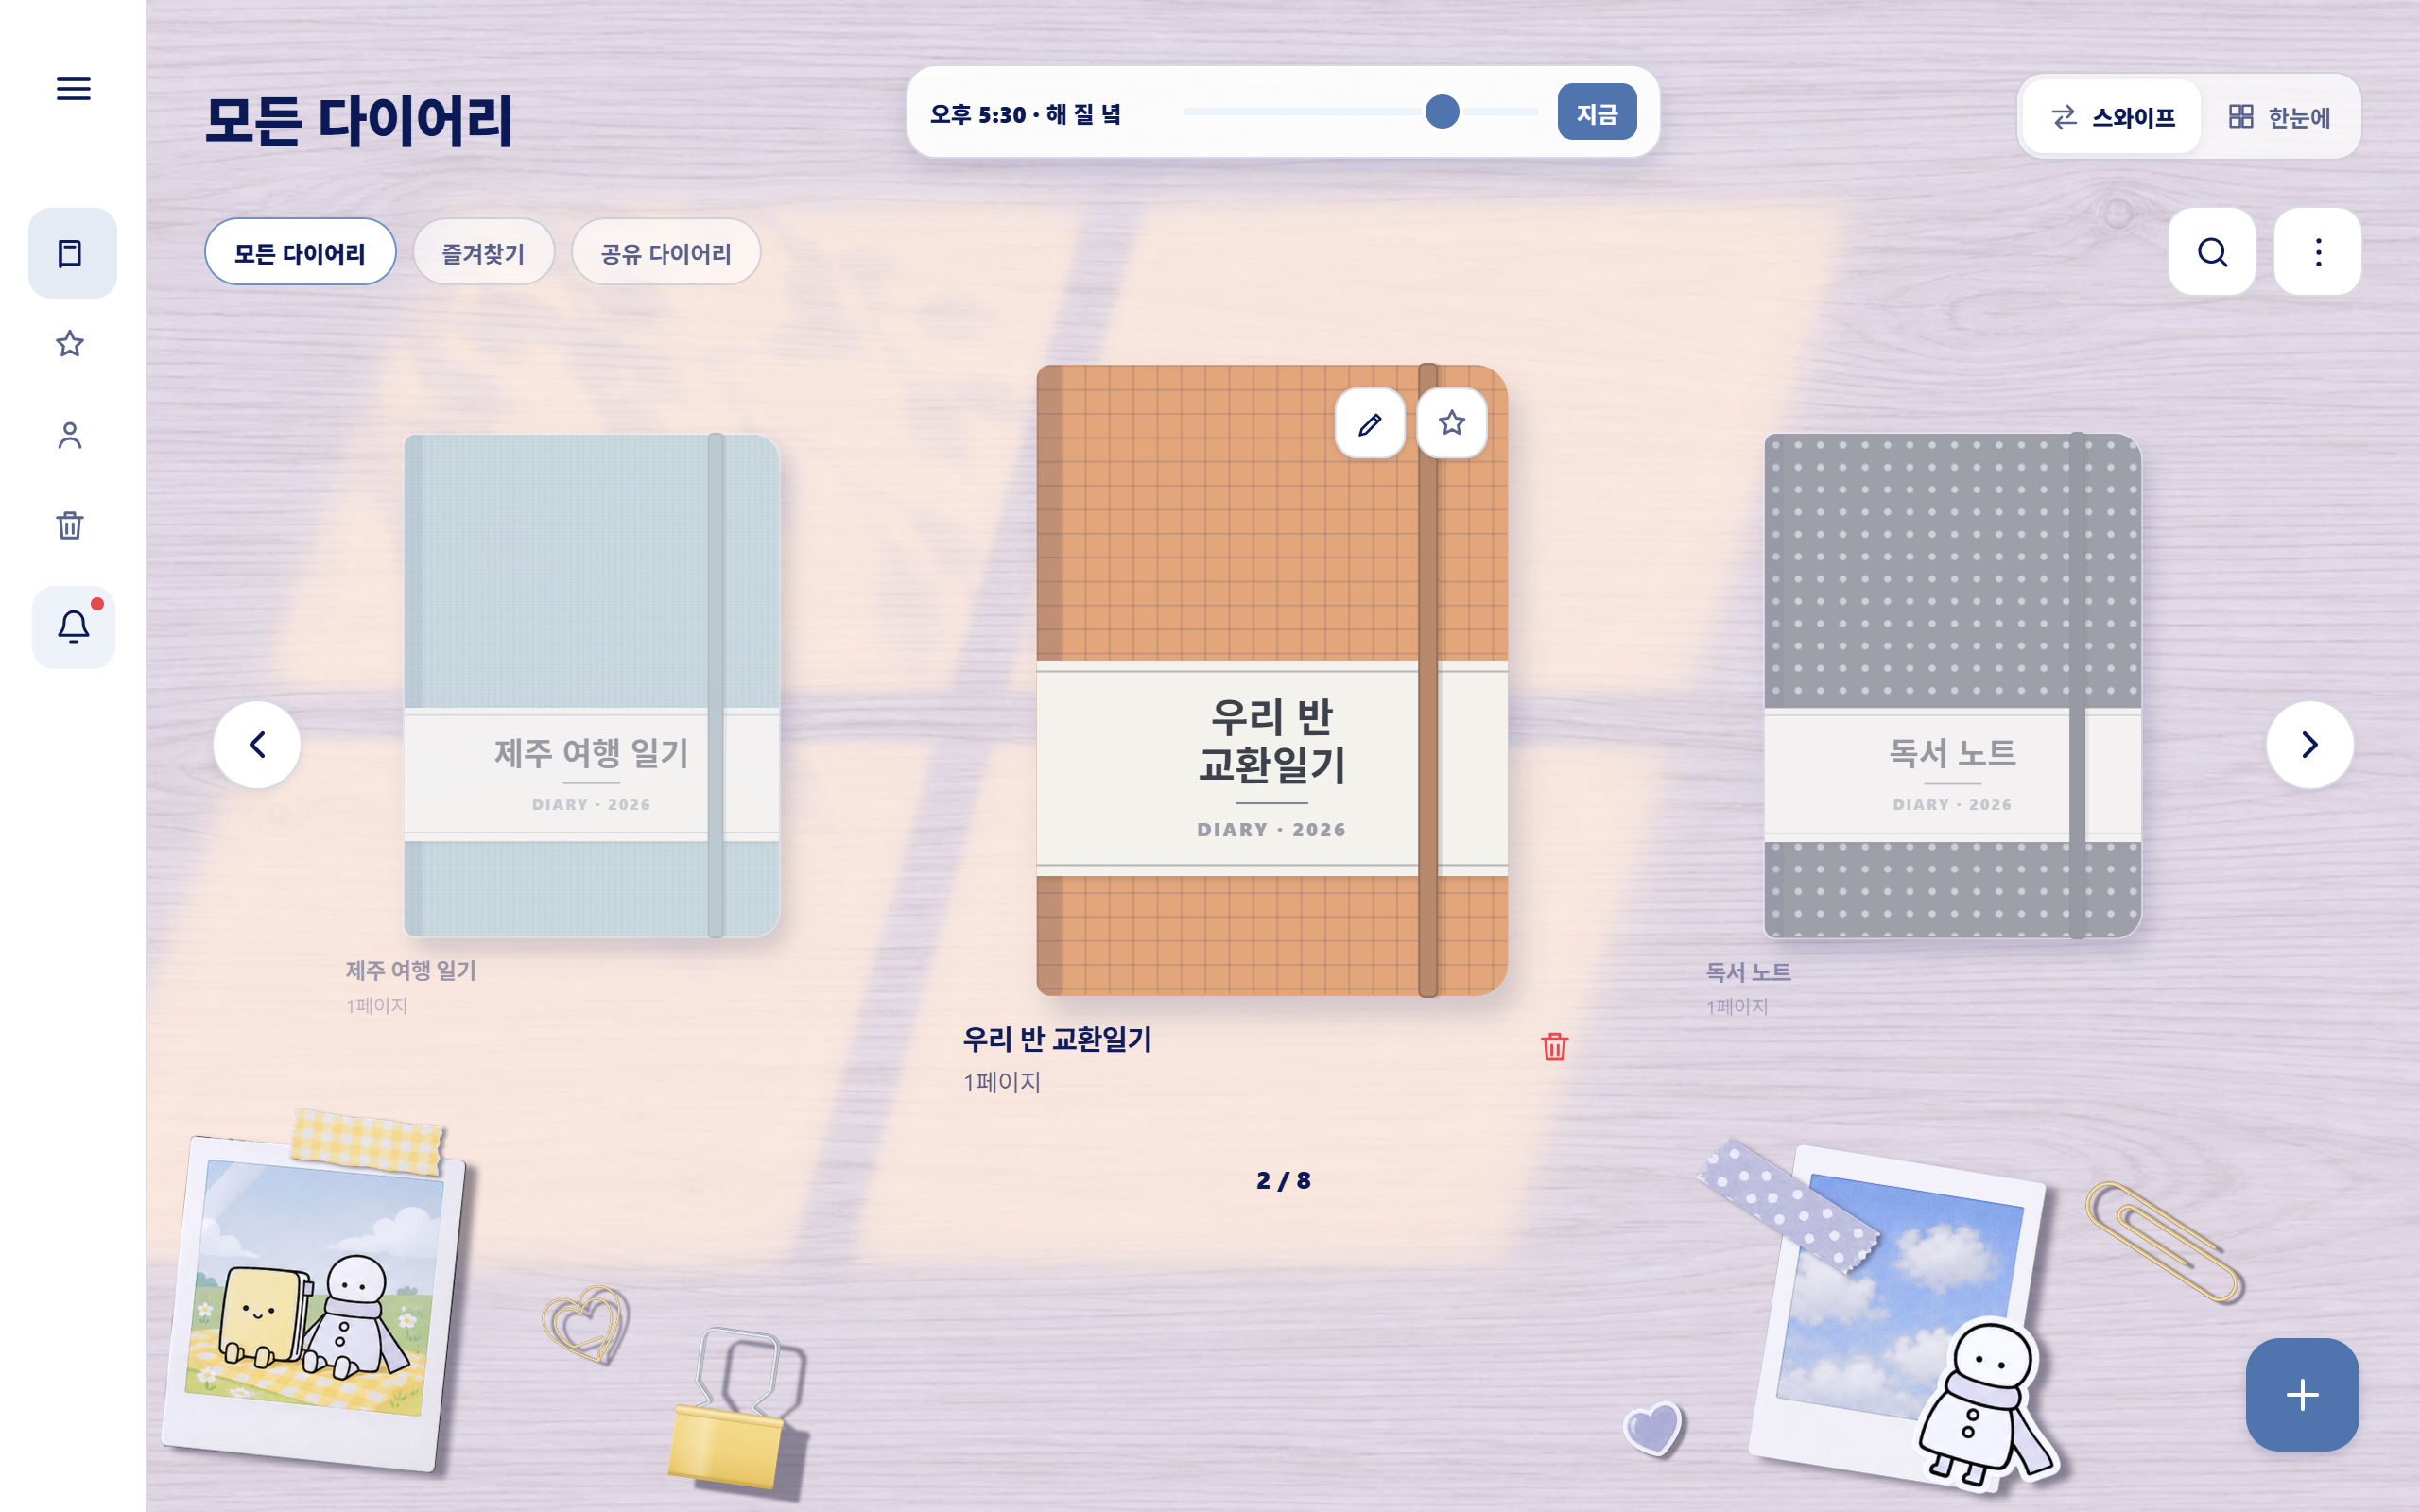 모든 다이어리
오후 5:30 · 해 질 녘
지금
스와이프
한눈에
모든 다이어리
즐겨찾기
공유 다이어리
제주 여행 일기
DIARY · 2026
제주 여행 일기
1페이지
우리 반
교환일기
DIARY · 2026
우리 반 교환일기
1페이지
독서 노트
DIARY · 2026
독서 노트
1페이지
2 / 8